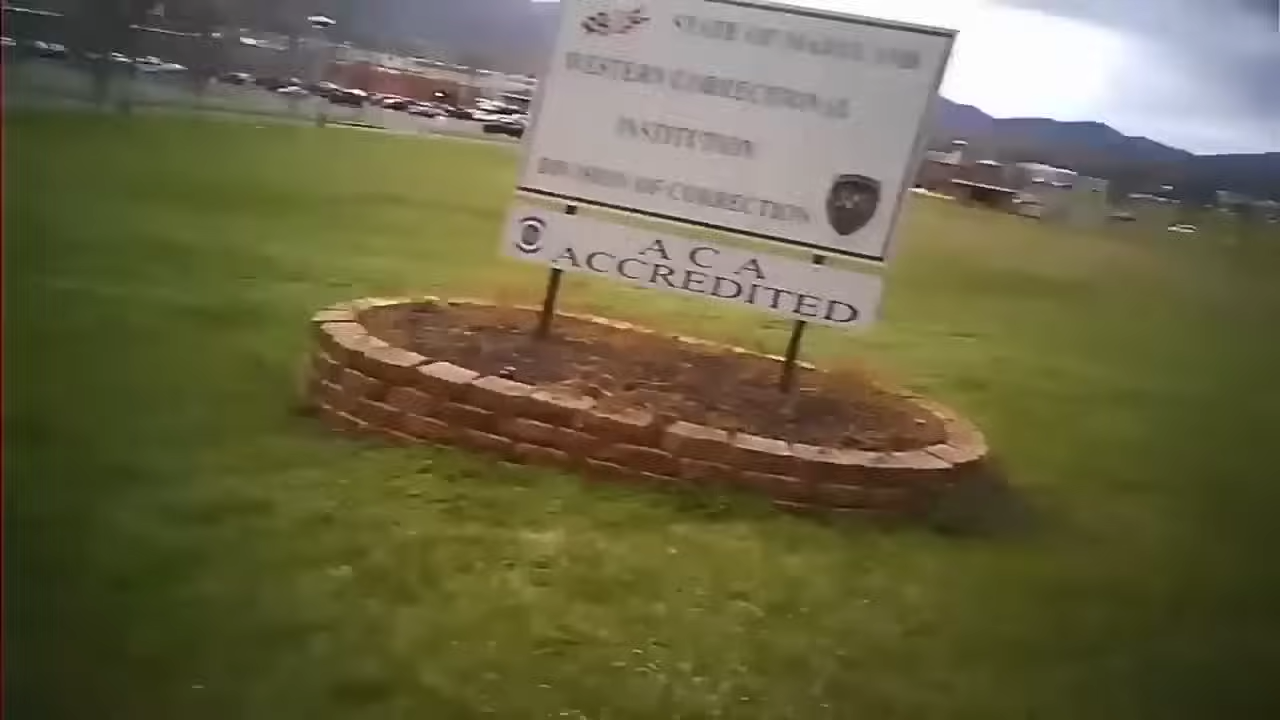 STATE OF MARYLAND
WESTERN CORRECTIONAL
INSTITUTION
DIVISION OF CORRECTION
A C A
ACCREDITED